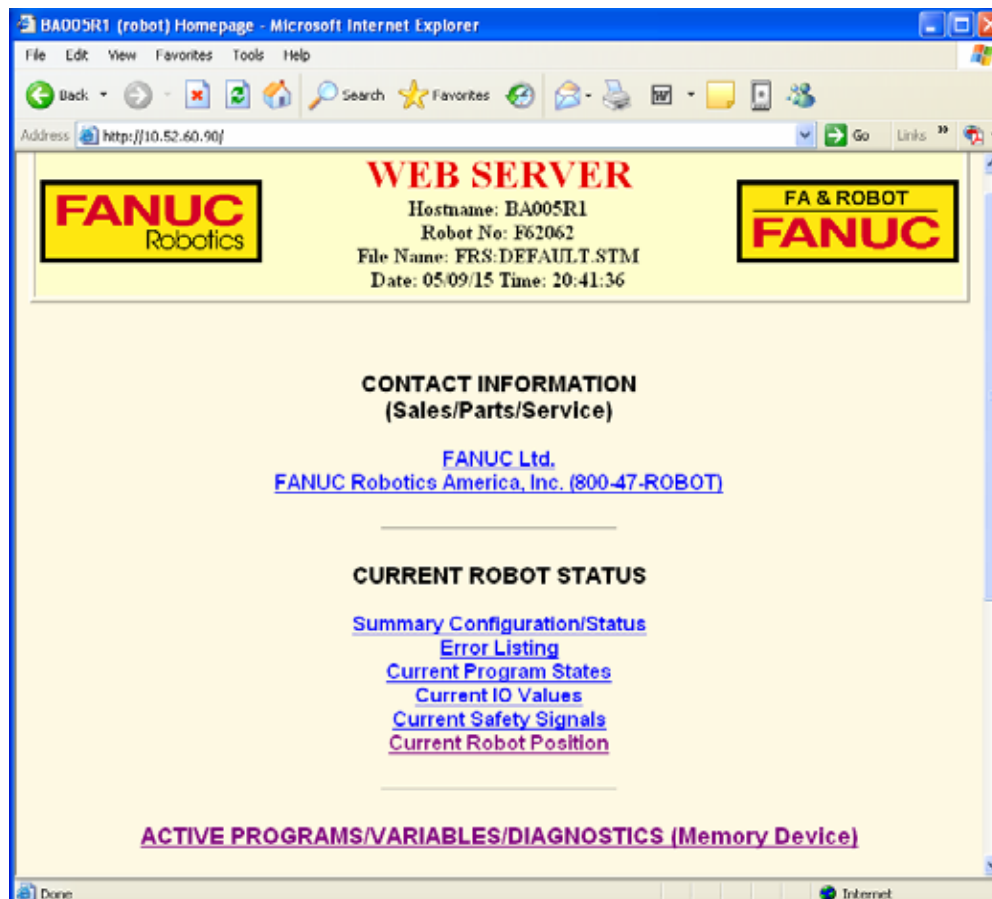 BA005R1 (robot) Homepage - Microsoft Internet Explorer
File Edit View Favorites Tools Help
Back Search Favorites
Address http://10.52.60.90/ Go Links »
WEB SERVER
FANUC
Robotics
Hostname: BA005R1
Robot No: F62062
File Name: FRS:DEFAULT.STM
Date: 05/09/15 Time: 20:41:36
FA & ROBOT
FANUC
CONTACT INFORMATION
(Sales/Parts/Service)
FANUC Ltd.
FANUC Robotics America, Inc. (800-47-ROBOT)
CURRENT ROBOT STATUS
Summary Configuration/Status
Error Listing
Current Program States
Current IO Values
Current Safety Signals
Current Robot Position
ACTIVE PROGRAMS/VARIABLES/DIAGNOSTICS (Memory Device)
Done Internet